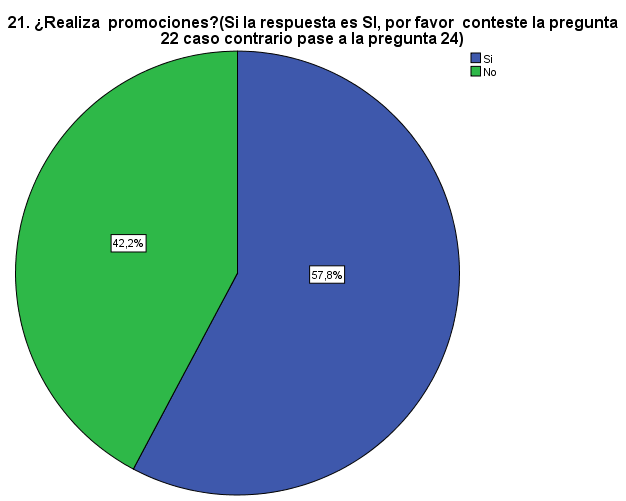 21. ¿Realiza  promociones?(Si la respuesta es SI, por favor  conteste la pregunta
22 caso contrario pase a la pregunta 24)
Si
No
42,2%
57,8%